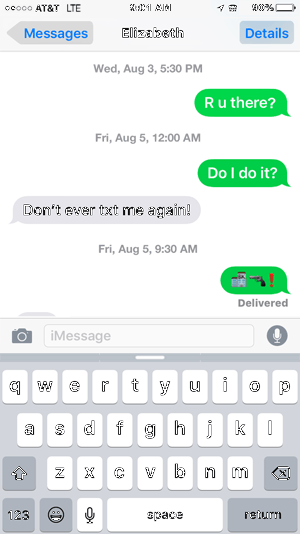 AT&T LTE 9:01 AM 98%
Messages Elizabeth Details
Wed, Aug 3, 5:30 PM
R u there?
Fri, Aug 5, 12:00 AM
Do I do it?
Don't ever txt me again!
Fri, Aug 5, 9:30 AM
Delivered
iMessage
q w e r t y u i o p
a s d f g h j k l
z x c v b n m
123 space return